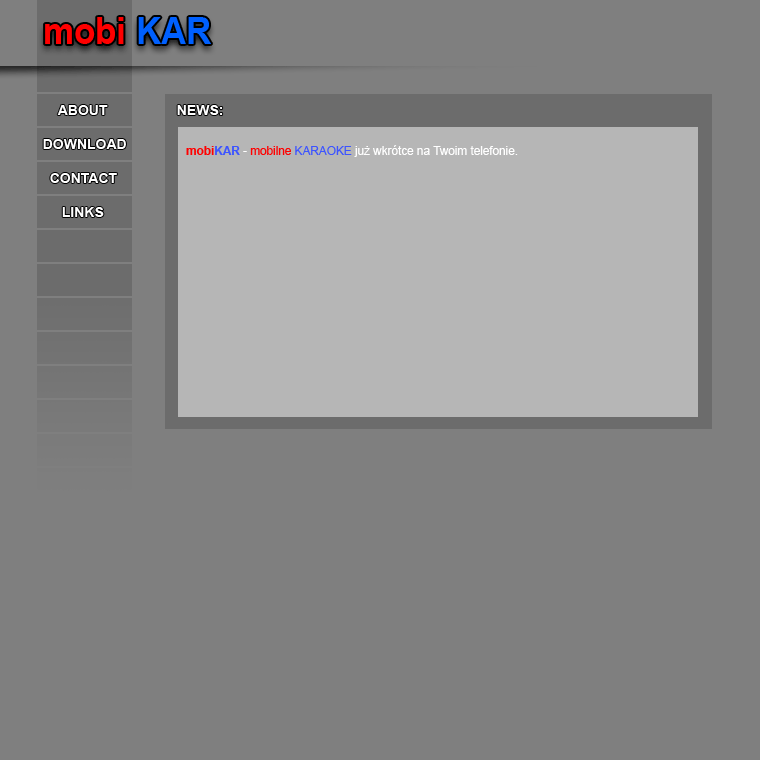 mobi KAR
ABOUT
DOWNLOAD
CONTACT
LINKS
NEWS:
mobiKAR - mobilne KARAOKE już wkrótce na Twoim telefonie.